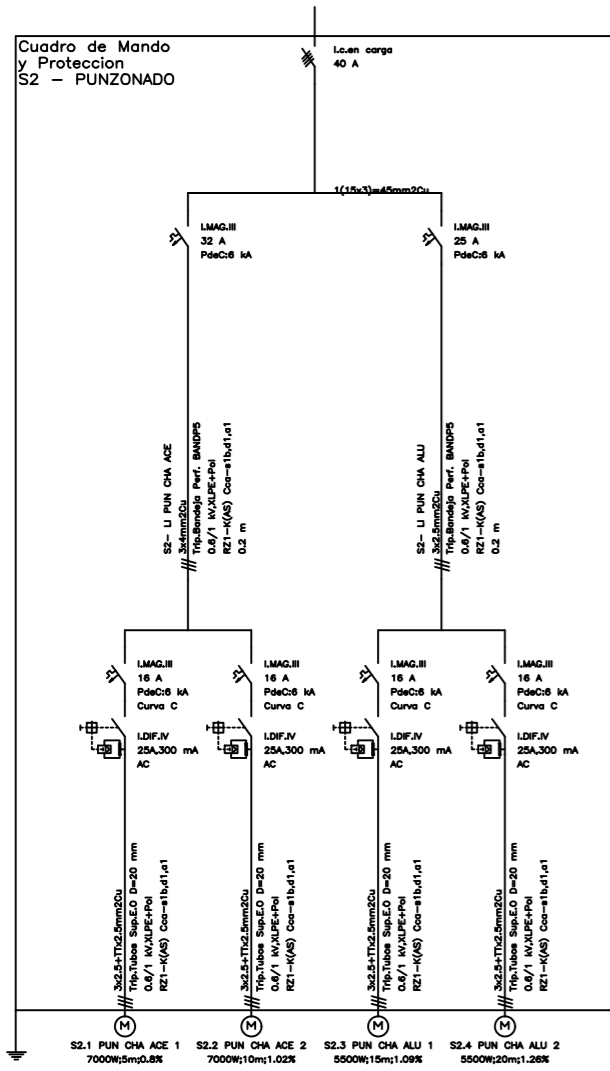 Cuadro de Mando
y Proteccion
S2 - PUNZONADO
I.c.en carga
40 A
1(15x3)=45mm2Cu
I.MAG.III
32 A
PdeC:6 kA
I.MAG.III
25 A
PdeC:6 kA
S2- LI PUN CHA ACE
3x4mm2Cu
Trip.Bandeja Perf. BANDP5
0.6/1 kV,XLPE+Pol
RZ1-K(AS) Cca-s1b,d1,a1
0.2 m
S2- LI PUN CHA ALU
3x2.5mm2Cu
Trip.Bandeja Perf. BANDP5
0.6/1 kV,XLPE+Pol
RZ1-K(AS) Cca-s1b,d1,a1
0.2 m
I.MAG.III
16 A
PdeC:6 kA
Curva C
I.DIF.IV
25A,300 mA
AC
I.MAG.III
16 A
PdeC:6 kA
Curva C
I.DIF.IV
25A,300 mA
AC
I.MAG.III
16 A
PdeC:6 kA
Curva C
I.DIF.IV
25A,300 mA
AC
I.MAG.III
16 A
PdeC:6 kA
Curva C
I.DIF.IV
25A,300 mA
AC
3x2.5+TTx2.5mm2Cu
Trip.Tubos Sup.E.O D=20 mm
0.6/1 kV,XLPE+Pol
RZ1-K(AS) Cca-s1b,d1,a1
3x2.5+TTx2.5mm2Cu
Trip.Tubos Sup.E.O D=20 mm
0.6/1 kV,XLPE+Pol
RZ1-K(AS) Cca-s1b,d1,a1
3x2.5+TTx2.5mm2Cu
Trip.Tubos Sup.E.O D=20 mm
0.6/1 kV,XLPE+Pol
RZ1-K(AS) Cca-s1b,d1,a1
3x2.5+TTx2.5mm2Cu
Trip.Tubos Sup.E.O D=20 mm
0.6/1 kV,XLPE+Pol
RZ1-K(AS) Cca-s1b,d1,a1
M
M
M
M
S2.1 PUN CHA ACE 1
7000W;5m;0.8%
S2.2 PUN CHA ACE 2
7000W;10m;1.02%
S2.3 PUN CHA ALU 1
5500W;15m;1.09%
S2.4 PUN CHA ALU 2
5500W;20m;1.26%